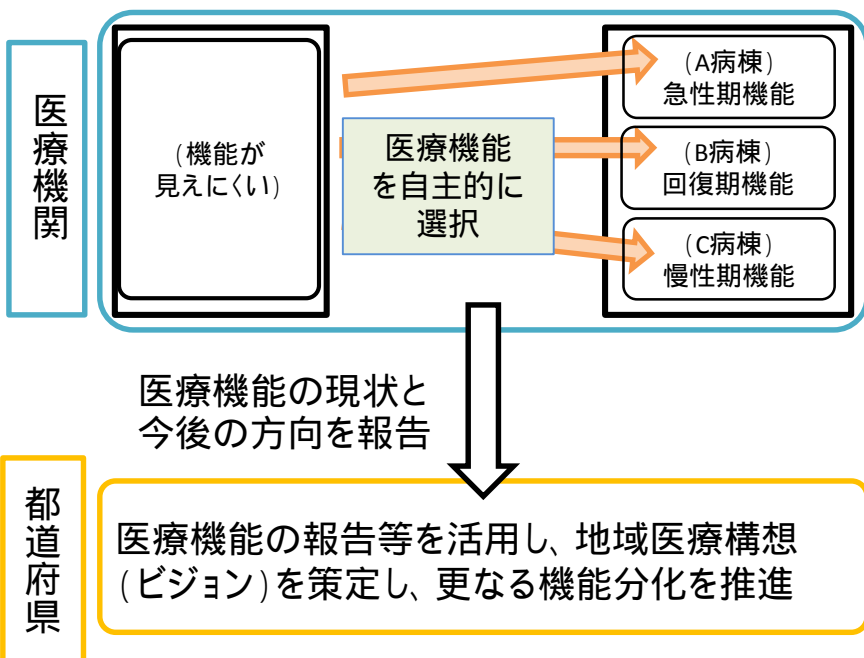 医療機関
(機能が
見えにくい)
医療機能
を自主的に
選択
(A病棟)
急性期機能
(B病棟)
回復期機能
(C病棟)
慢性期機能
医療機能の現状と
今後の方向を報告
都道府県
医療機能の報告等を活用し、地域医療構想
(ビジョン)を策定し、更なる機能分化を推進